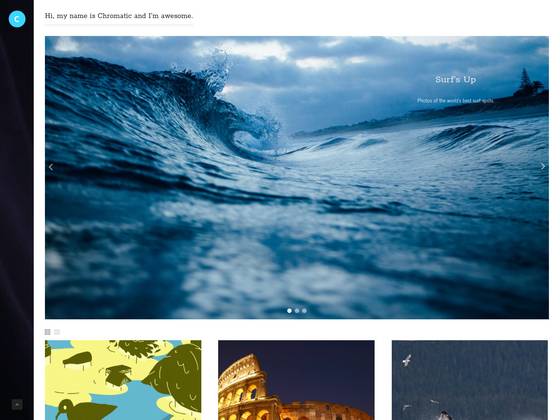 C
Hi, my name is Chromatic and I'm awesome.
Surf's Up
Photos of the world's best surf spots.